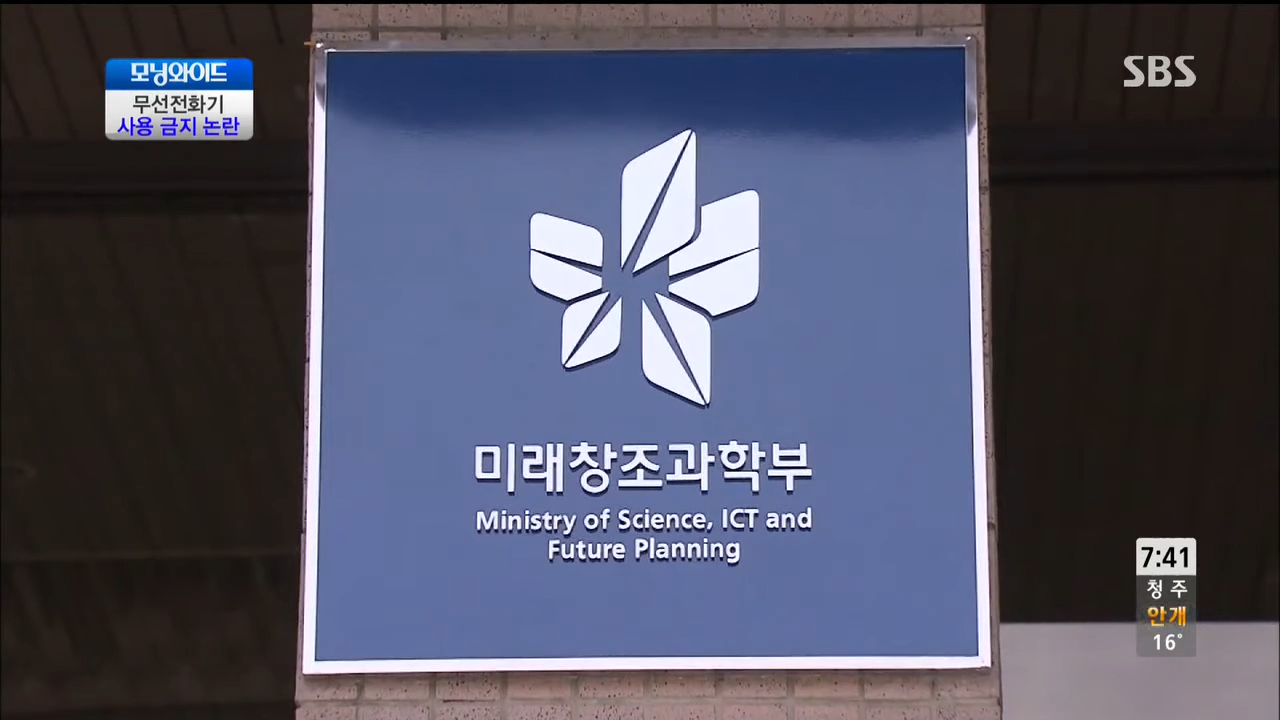 모닝와이드
무선전화기
사용 금지 논란
SBS
미래창조과학부
Ministry of Science, ICT and
Future Planning
7:41
청주
안개
16°